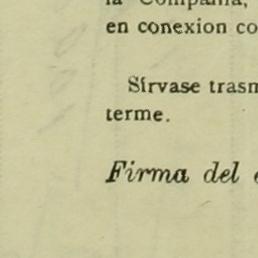 la Compañía,
en conexion co
Sírvase trasm
terme.
Firma del